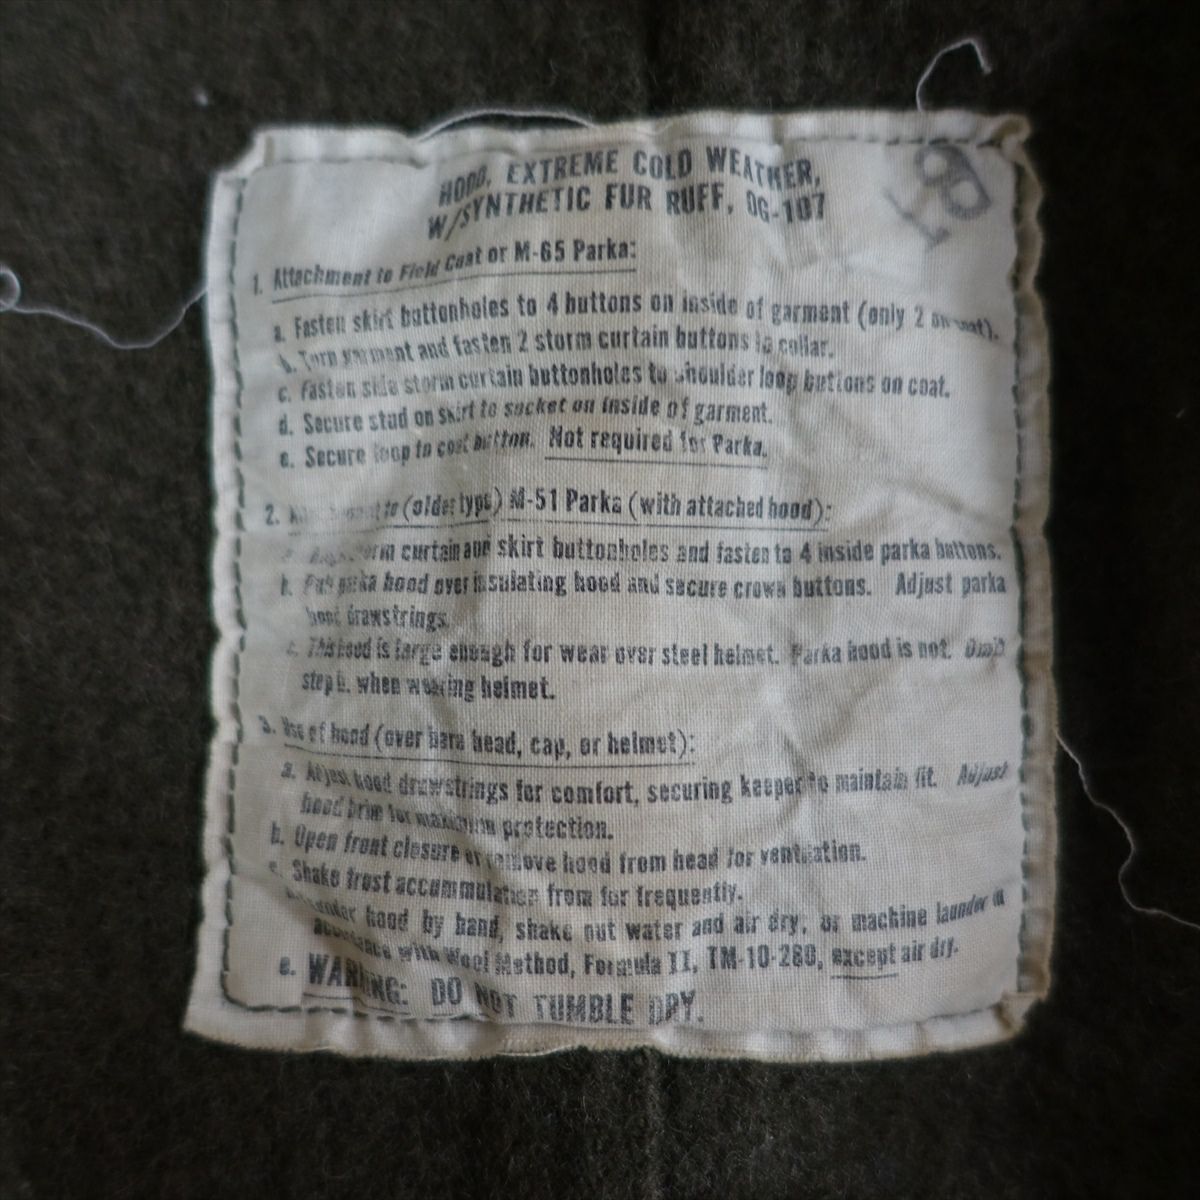 HOOD, EXTREME COLD WEATHER,
W/SYNTHETIC FUR RUFF, OG-107
1. Attachment to Field Coat or M-65 Parka:
a. Fasten skirt buttonholes to 4 buttons on inside of garment (only 2 on coat).
b. Turn garment and fasten 2 storm curtain buttons to collar.
c. Fasten side storm curtain buttonholes to shoulder loop buttons on coat.
d. Secure stud on skirt to socket on inside of garment.
e. Secure loop to coat button. Not required for Parka.
2. to (older type) M-51 Parka (with attached hood):
curtain and skirt buttonholes and fasten to 4 inside parka buttons.
b. Put parka hood over insulating hood and secure crown buttons. Adjust parka
hood drawstrings.
c. This hood is large enough for wear over steel helmet. Parka hood is not. Omit
step b. when wearing helmet.
3. Use of hood (over bare head, cap, or helmet):
a. Adjust hood drawstrings for comfort, securing keeper to maintain fit. Adjust
hood brim for maximum protection.
b. Open front closure or remove hood from head for ventilation.
c. Shake frost accummulation from fur frequently.
Launder hood by hand, shake out water and air dry, or machine launder in
with Wool Method, Formula II, TM-10-280, except air dry.
e. WARNING: DO NOT TUMBLE DRY.